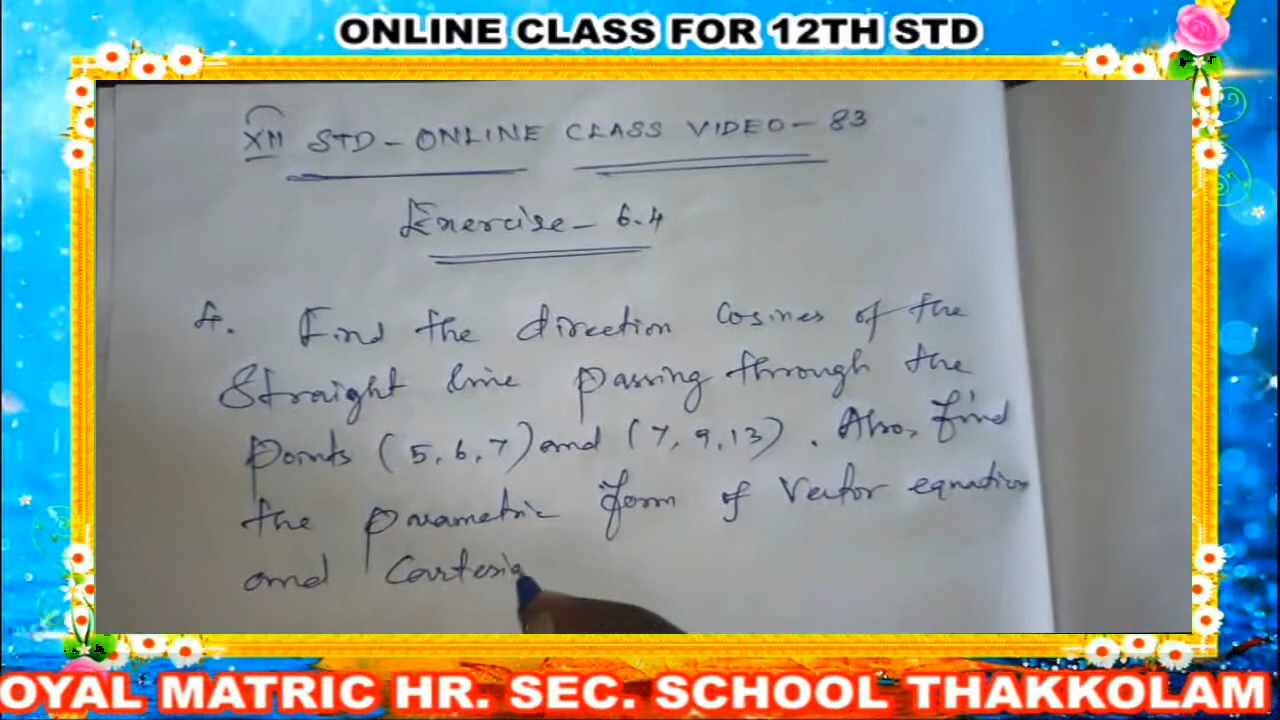 ONLINE CLASS FOR 12TH STD
XII STD - ONLINE CLASS VIDEO - 83
Exercise - 6.4
4. Find the direction Cosines of the
Straight line passing through the
points (5, 6, 7) and (7, 9, 13). Also, find
the parametric form of Vector equation
and Cartesia
OYAL MATRIC HR. SEC. SCHOOL THAKKOLAM